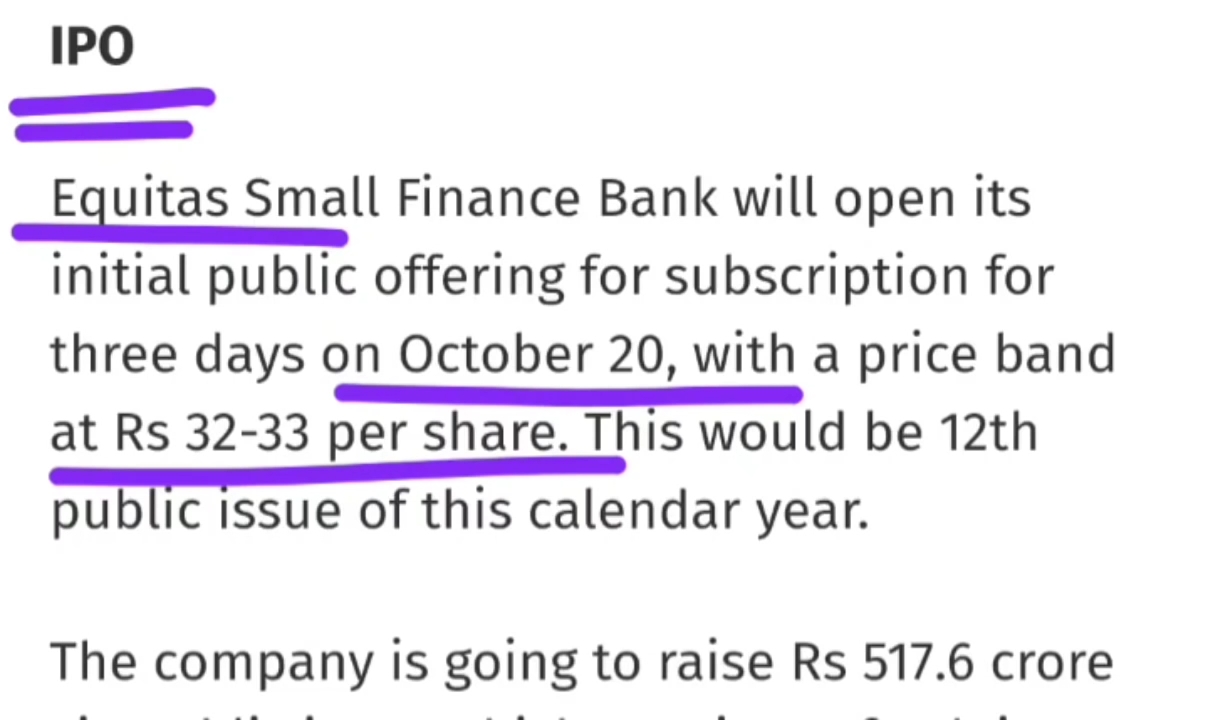 IPO
Equitas Small Finance Bank will open its
initial public offering for subscription for
three days on October 20, with a price band
at Rs 32-33 per share. This would be 12th
public issue of this calendar year.
The company is going to raise Rs 517.6 crore